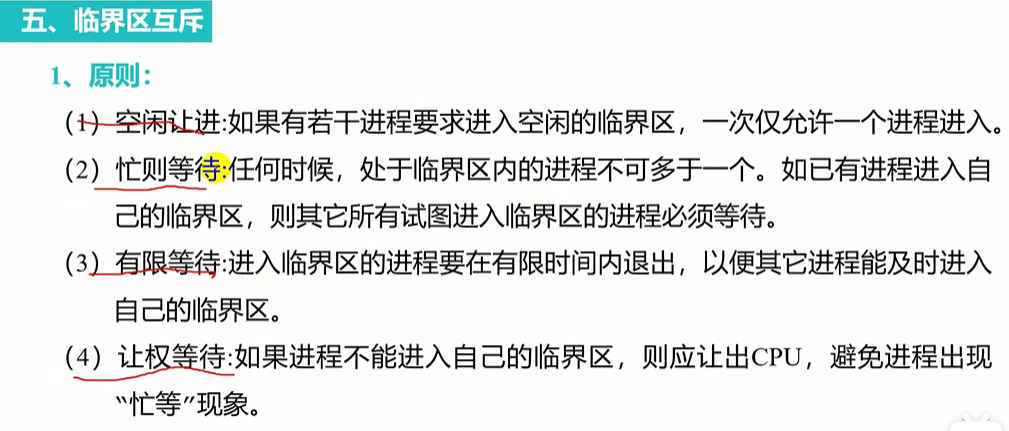 五、临界区互斥
1、原则：
（1）空闲让进:如果有若干进程要求进入空闲的临界区，一次仅允许一个进程进入。
（2）忙则等待:任何时候，处于临界区内的进程不可多于一个。如已有进程进入自
己的临界区，则其它所有试图进入临界区的进程必须等待。
（3）有限等待:进入临界区的进程要在有限时间内退出，以便其它进程能及时进入
自己的临界区。
（4）让权等待:如果进程不能进入自己的临界区，则应让出CPU，避免进程出现
“忙等”现象。